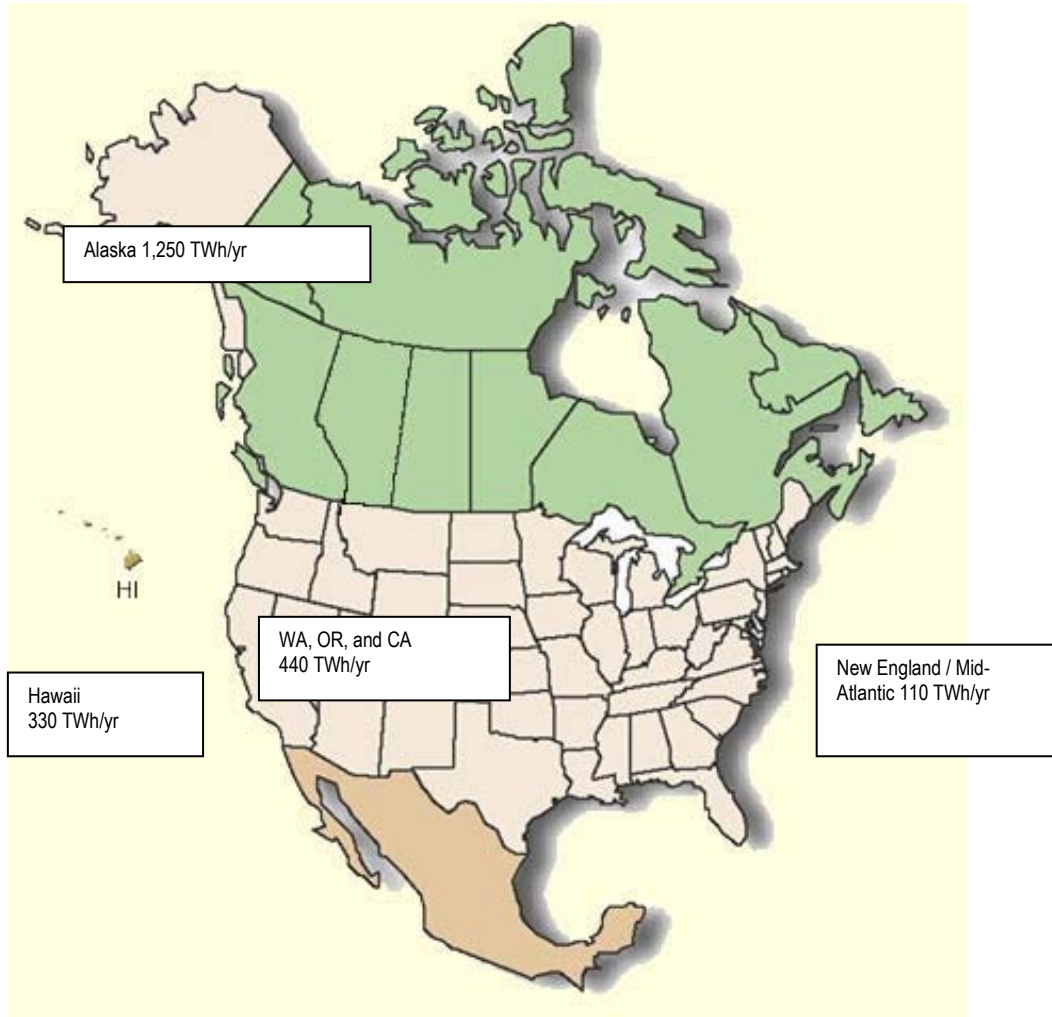 Alaska 1,250 TWh/yr
HI
WA, OR, and CA
440 TWh/yr
Hawaii
330 TWh/yr
New England / Mid-
Atlantic 110 TWh/yr